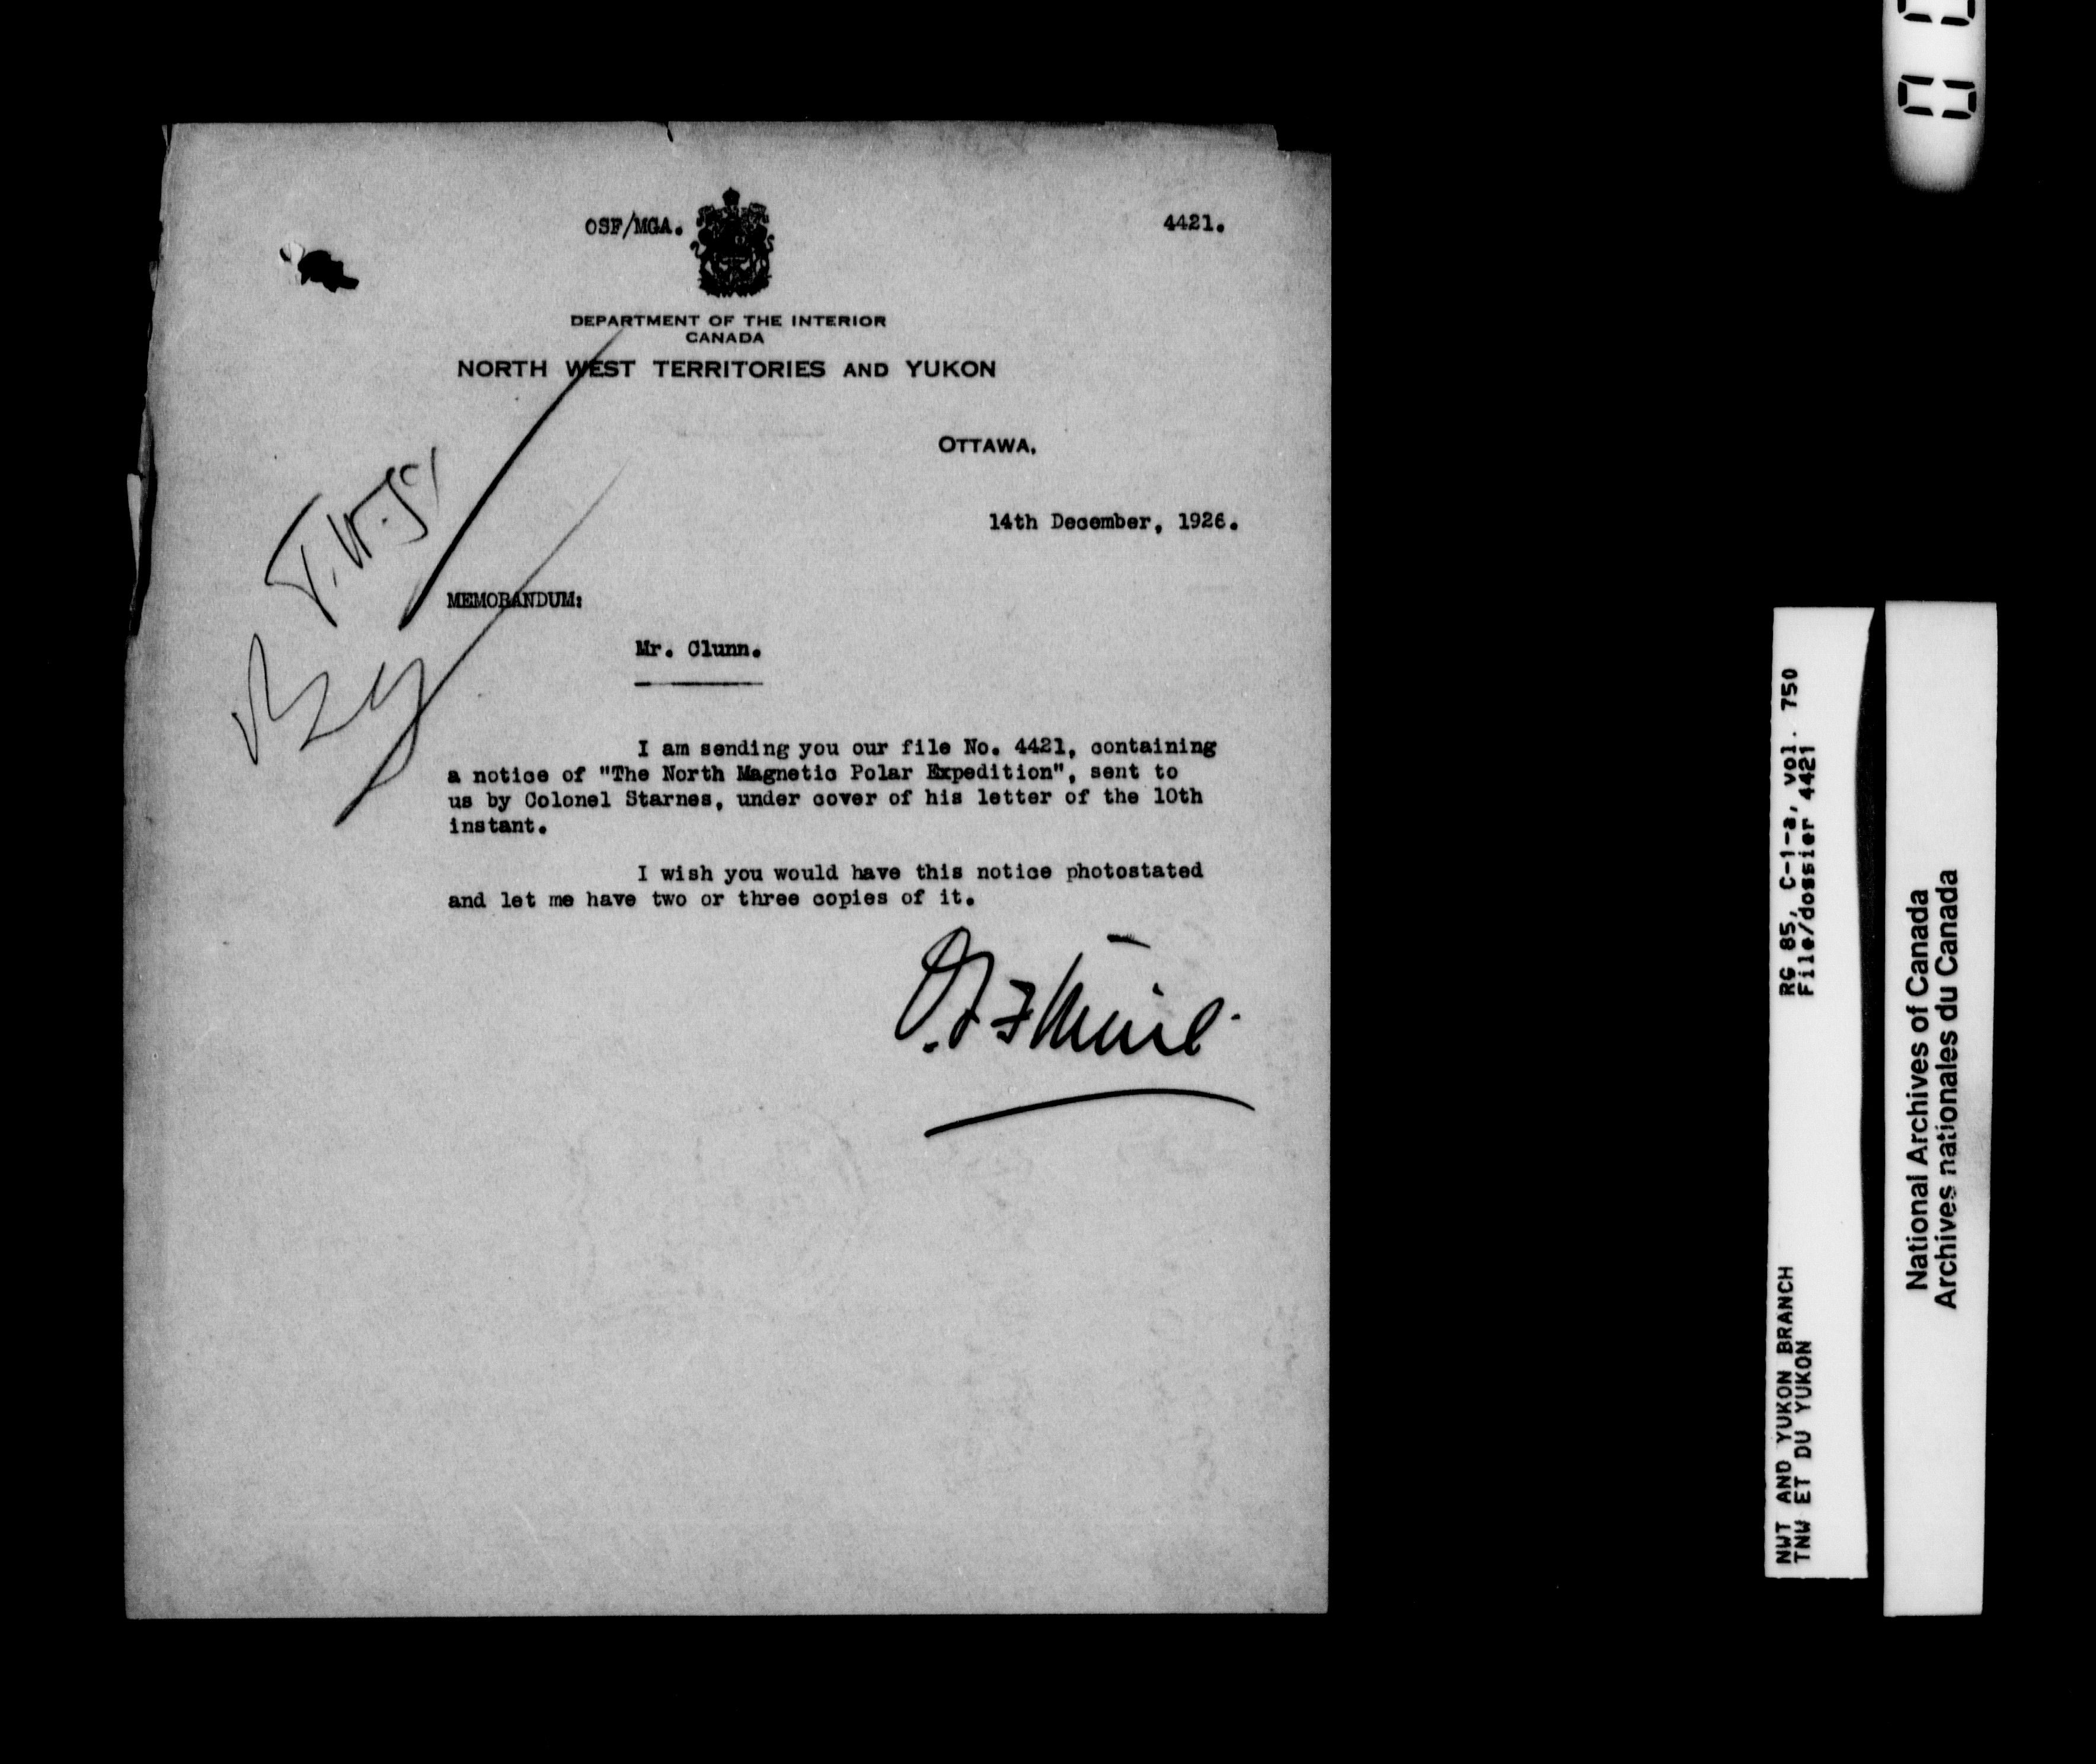 OSF/MGA.
4421.
DEPARTMENT OF THE INTERIOR
CANADA
NORTH WEST TERRITORIES AND YUKON
OTTAWA,
14th December, 1926.
MEMORANDUM:
Mr. Clunn.
I am sending you our file No. 4421, containing
a notice of "The North Magnetic Polar Expedition", sent to
us by Colonel Starnes, under cover of his letter of the 10th
instant.
I wish you would have this notice photostated
and let me have two or three copies of it.
RG 85, C-1-a, vol. 750
File/dossier 4421
NWT AND YUKON BRANCH
TNW ET DU YUKON
National Archives of Canada
Archives nationales du Canada